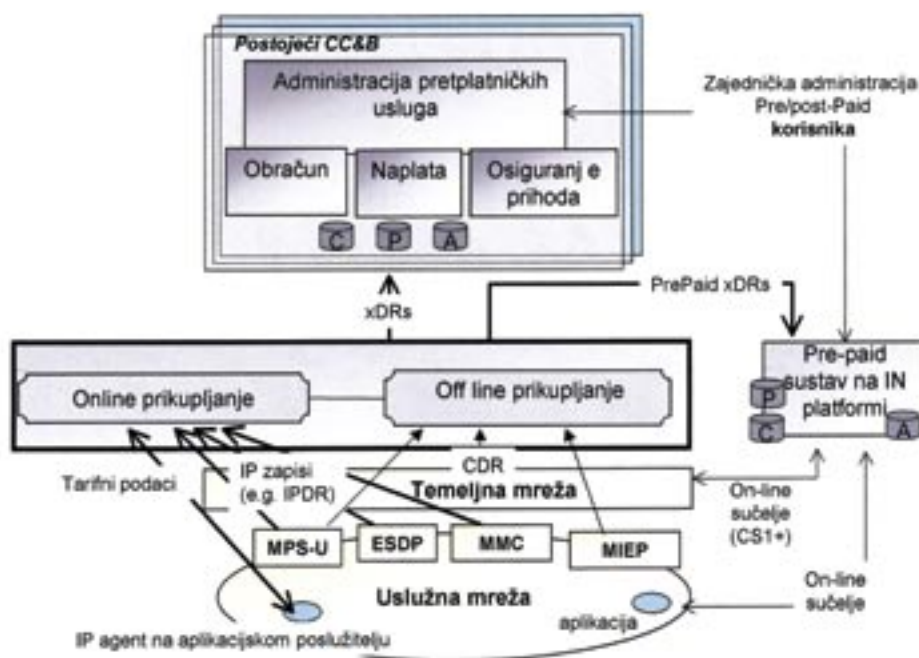 Postojeći CC&B
Administracija pretplatničkih
usluga
Obračun
Naplata
Osiguranj e
prihoda
C
P
A
Zajednička administracija
Pre/post-Paid
korisnika
xDRs
PrePaid xDRs
Online prikupljanje
Off line prikupljanje
Pre-paid
sustav na IN
platformi
P
C
A
Tarifni podaci
IP zapisi
(e.g. IPDR)
CDR
Temeljna mreža
On-line
sučelje
(CS1+)
MPS-U
ESDP
MMC
MIEP
Uslužna mreža
aplikacija
On-line
sučelje
IP agent na aplikacijskom poslužitelju